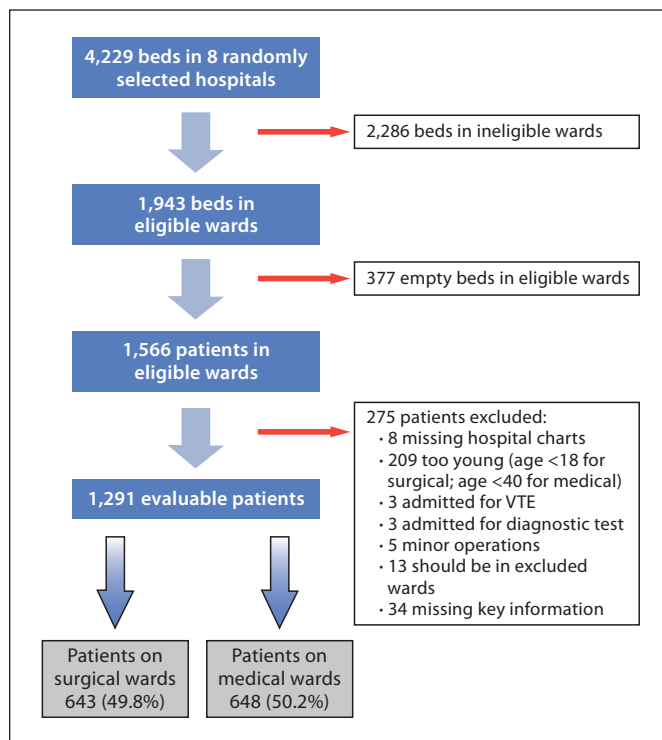 4,229 beds in 8 randomly
selected hospitals
2,286 beds in ineligible wards
1,943 beds in
eligible wards
377 empty beds in eligible wards
1,566 patients in
eligible wards
275 patients excluded:
· 8 missing hospital charts
· 209 too young (age <18 for
surgical; age <40 for medical)
· 3 admitted for VTE
· 3 admitted for diagnostic test
· 5 minor operations
· 13 should be in excluded
wards
· 34 missing key information
1,291 evaluable patients
Patients on
surgical wards
643 (49.8%)
Patients on
medical wards
648 (50.2%)